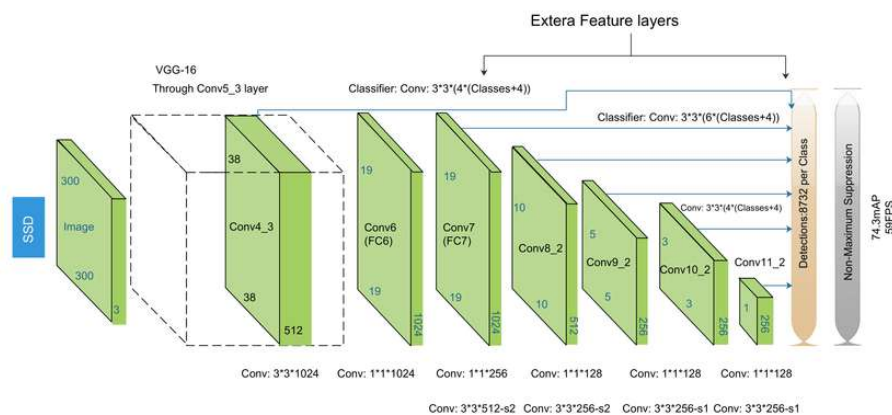 Extera Feature layers
VGG-16
Through Conv5_3 layer
Classifier: Conv: 3*3*(4*(Classes+4))
Classifier: Conv: 3*3*(6*(Classes+4))
SSD
300
Image
300
3
38
Conv4_3
38
512
19
Conv6
(FC6)
19
1024
19
Conv7
(FC7)
19
1024
10
Conv8_2
10
512
5
Conv9_2
5
256
Conv: 3*3*(4*(Classes+4)
3
Conv10_2
3
256
Conv11_2
1
256
Detections:8732 per Class
Non-Maximum Suppression
74.3mAP
59FPS
Conv: 3*3*1024
Conv: 1*1*1024
Conv: 1*1*256
Conv: 1*1*128
Conv: 1*1*128
Conv: 1*1*128
Conv: 3*3*512-s2
Conv: 3*3*256-s2
Conv: 3*3*256-s1
Conv: 3*3*256-s1